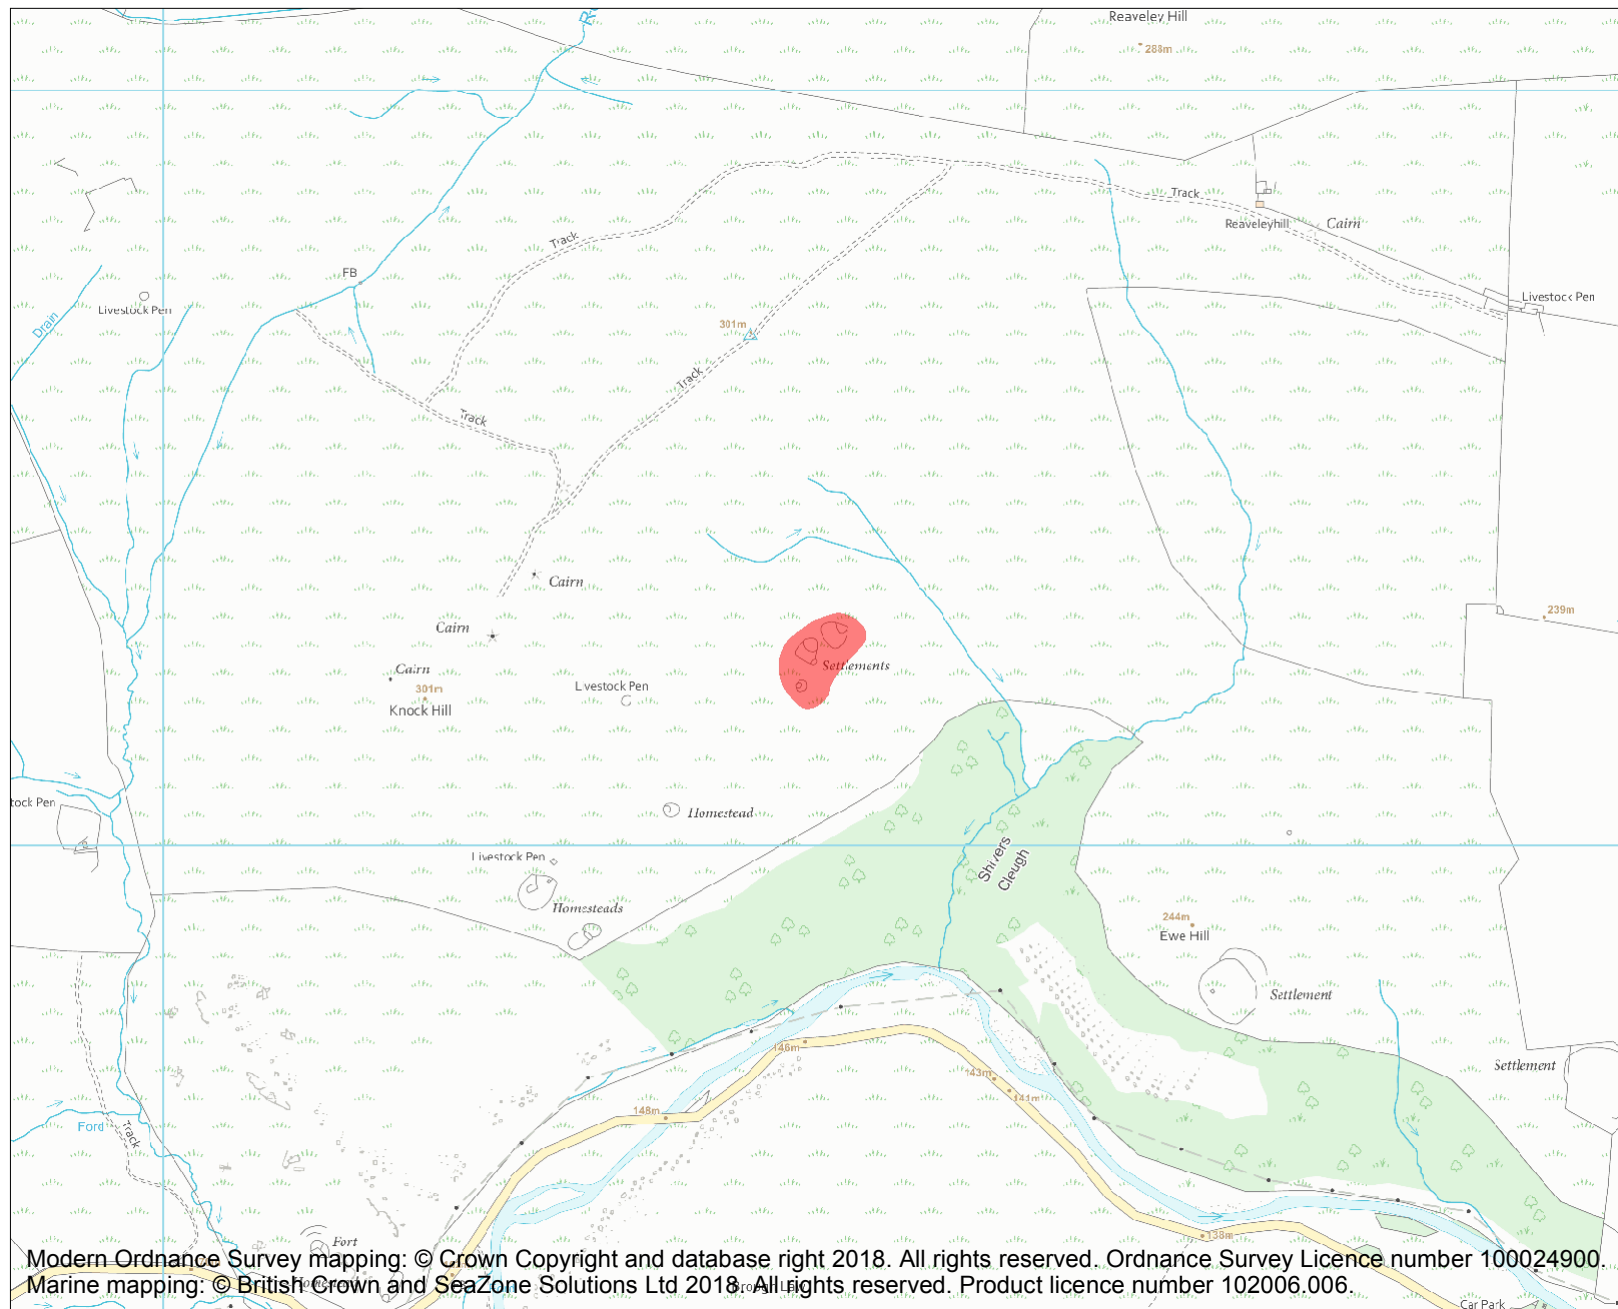 Reaveley Hill
288m
Track
Reaveleyhill
Cairn
Track
FB
Livestock Pen
Livestock Pen
Drain
301m
Track
Track
Cairn
239m
Cairn
Cairn
Settlements
301m
Livestock Pen
Knock Hill
tock Pen
Homestead
Shivers
Cleugh
Livestock Pen
Homesteads
244m
Ewe Hill
Settlement
146m
Settlement
143m
141m
148m
Ford
Track
138m
Fort
Modern Ordnance Survey mapping: © Crown Copyright and database right 2018. All rights reserved. Ordnance Survey Licence number 100024900.
Marine mapping: © British Crown and SeaZone Solutions Ltd 2018. All rights reserved. Product licence number 102006.006.
Homestead
Brough Law
Car Park